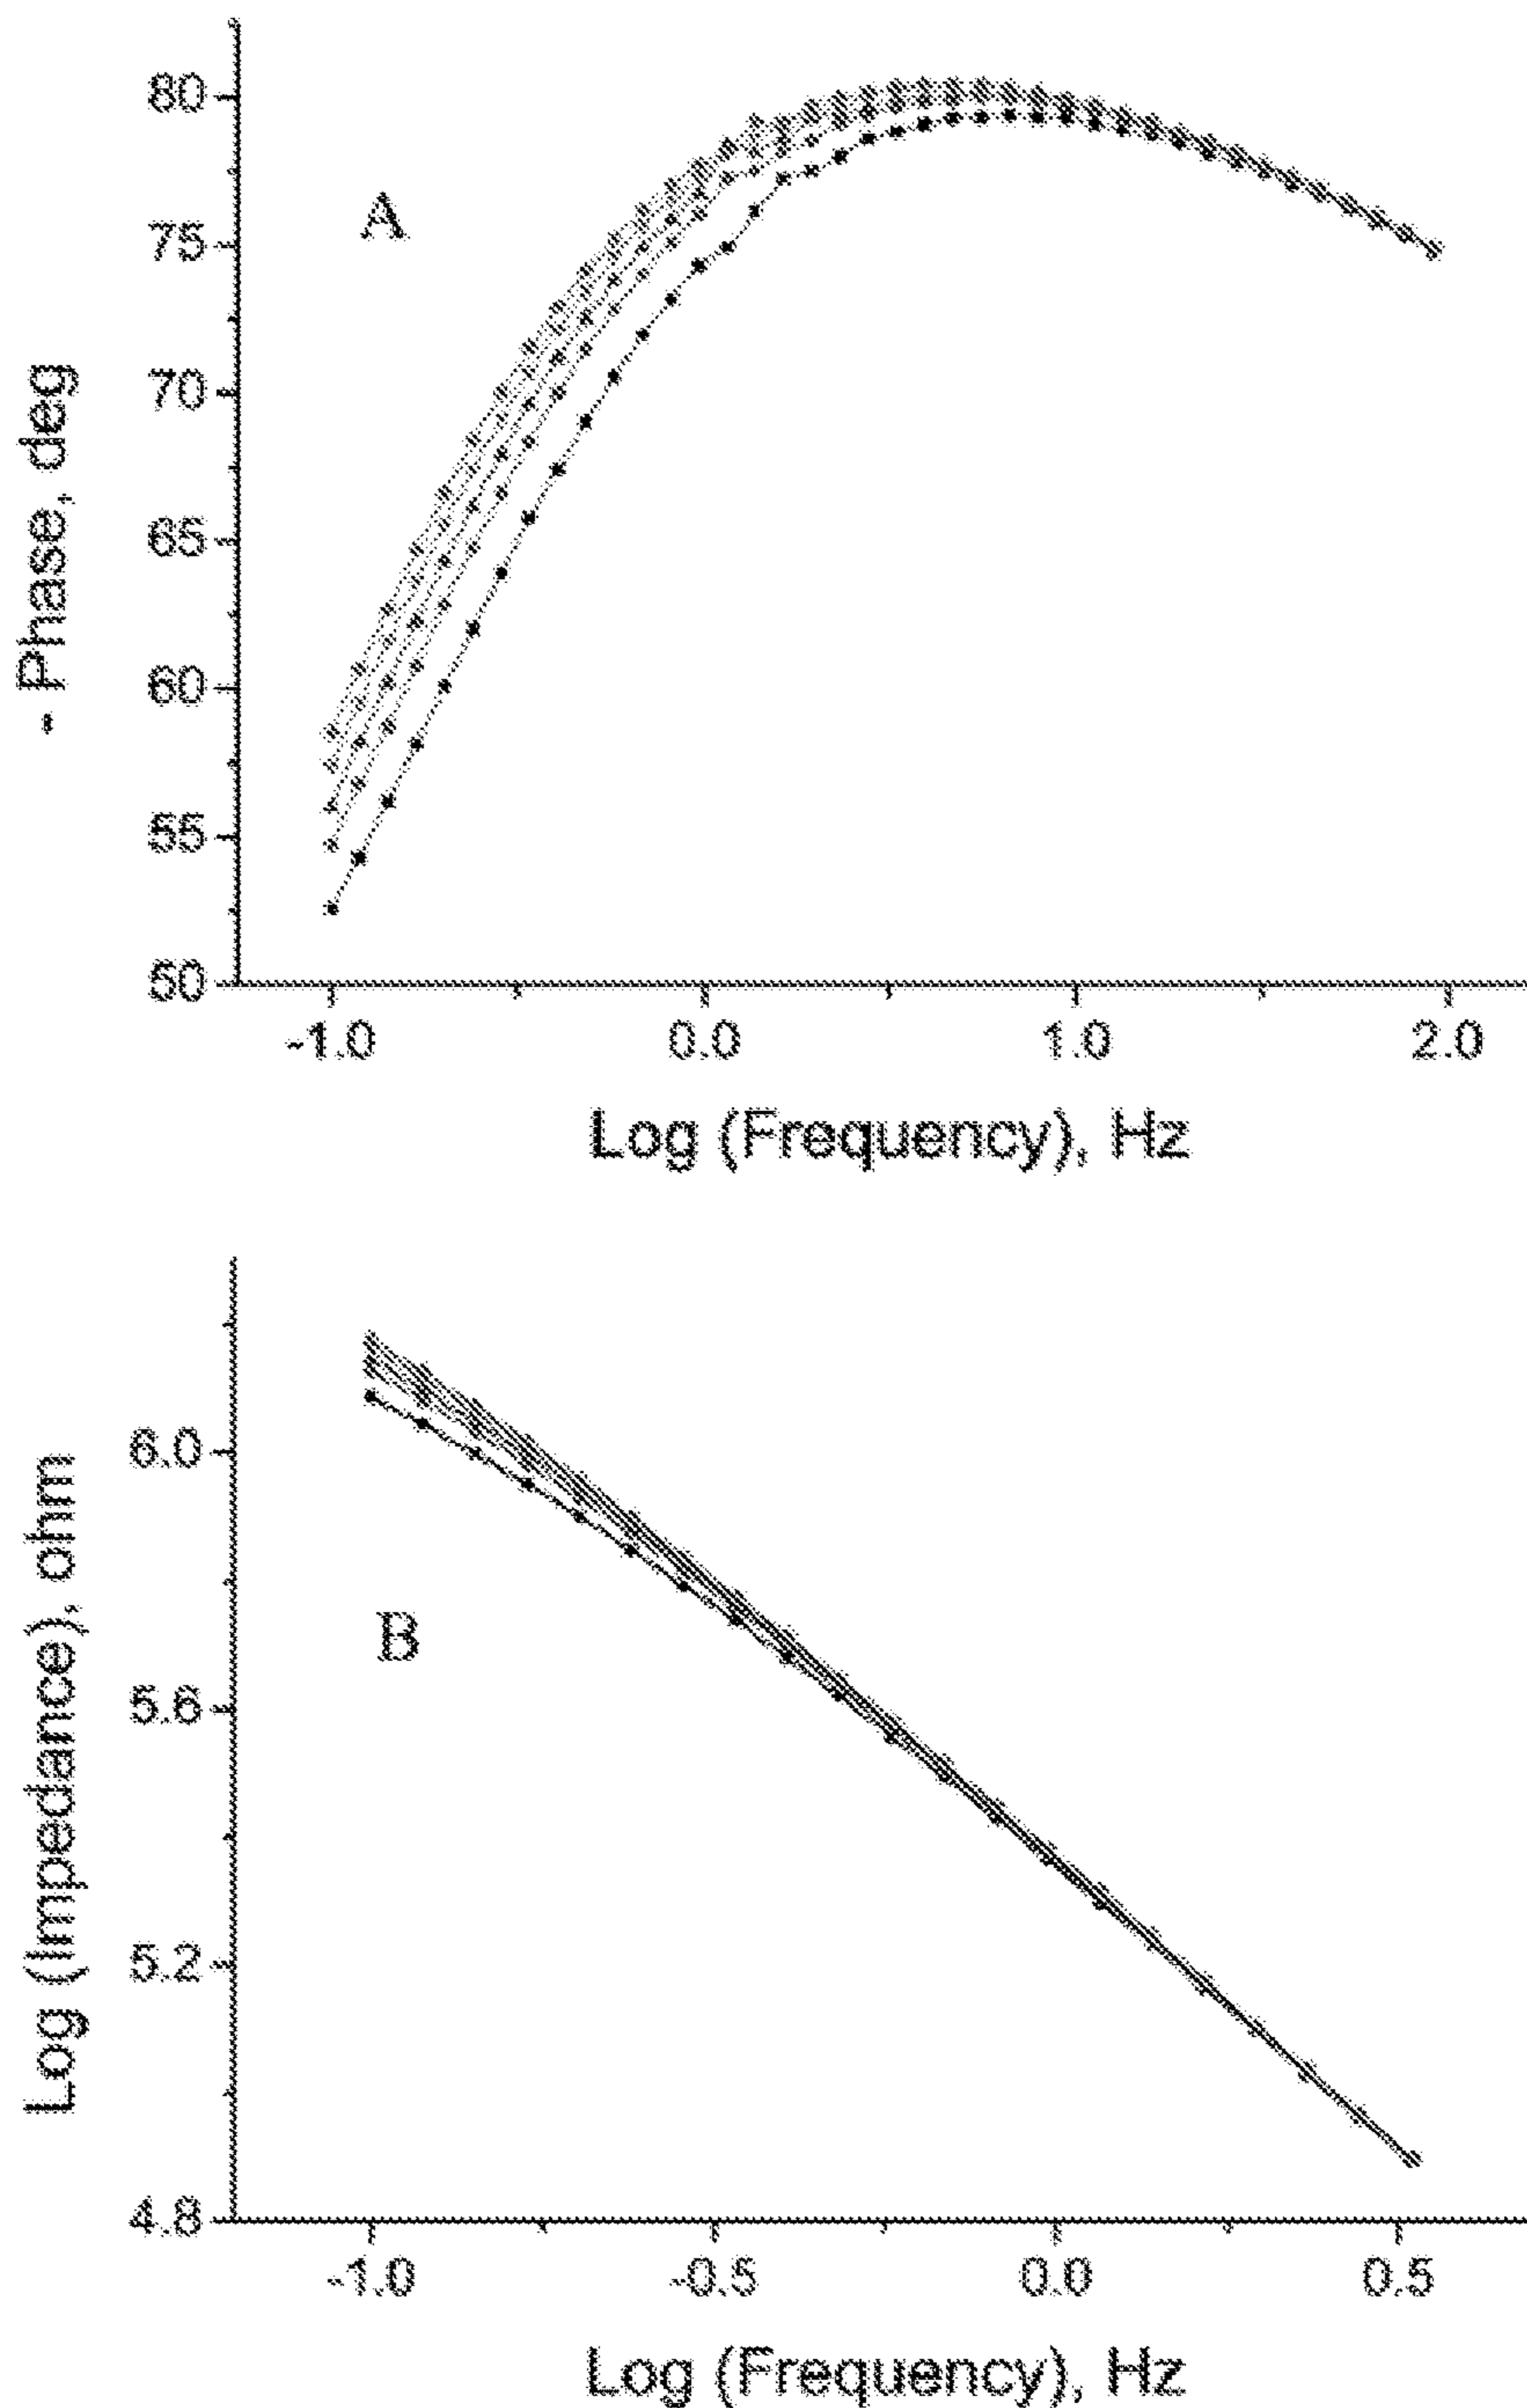 80
75
70
65
60
55
50
A
- Phase, deg
-1.0 0.0 1.0 2.0
Log (Frequency), Hz
6.0
5.6
5.2
4.8
B
Log (Impedance), ohm
-1.0 -0.5 0.0 0.5
Log (Frequency), Hz